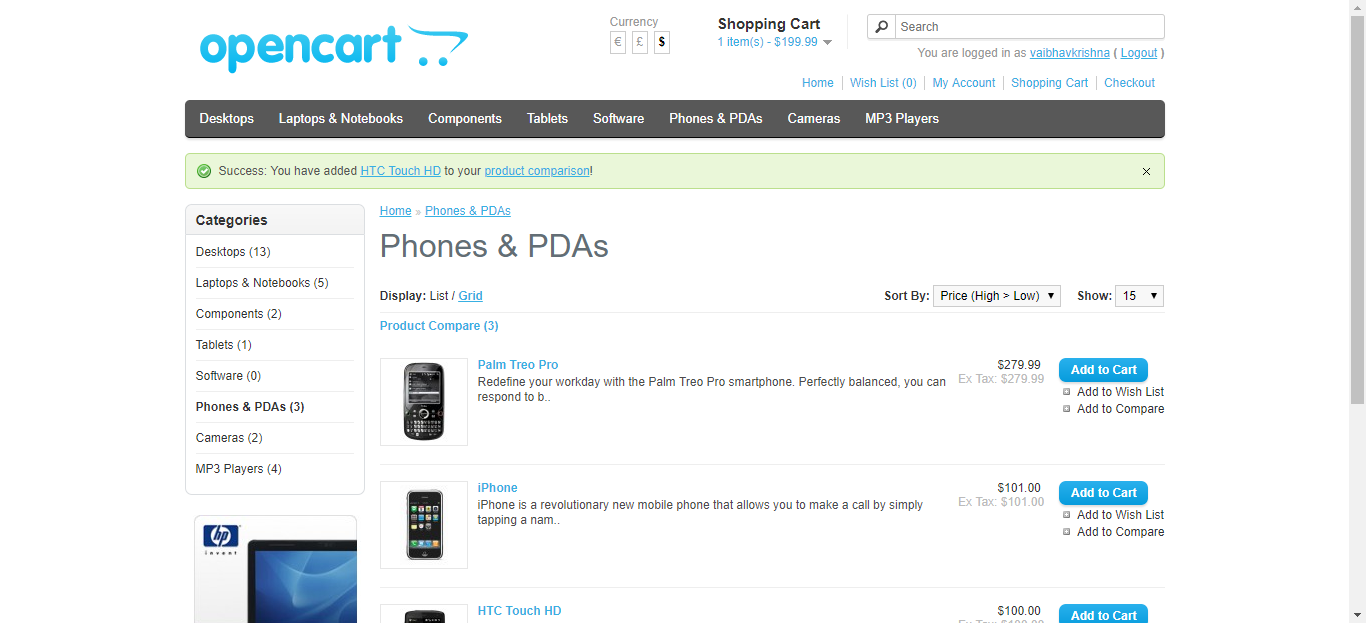 opencart
Currency
€ £ $
Shopping Cart
1 item(s) - $199.99
Search
You are logged in as vaibhavkrishna ( Logout )
Home Wish List (0) My Account Shopping Cart Checkout
Desktops Laptops & Notebooks Components Tablets Software Phones & PDAs Cameras MP3 Players
Success: You have added HTC Touch HD to your product comparison!
Categories
Desktops (13)
Laptops & Notebooks (5)
Components (2)
Tablets (1)
Software (0)
Phones & PDAs (3)
Cameras (2)
MP3 Players (4)
hp
invent
Home » Phones & PDAs
Phones & PDAs
Display: List / Grid
Sort By: Price (High > Low) Show: 15
Product Compare (3)
Palm Treo Pro
Redefine your workday with the Palm Treo Pro smartphone. Perfectly balanced, you can
respond to b..
$279.99
Ex Tax: $279.99
Add to Cart
Add to Wish List
Add to Compare
iPhone
iPhone is a revolutionary new mobile phone that allows you to make a call by simply
tapping a nam..
$101.00
Ex Tax: $101.00
Add to Cart
Add to Wish List
Add to Compare
HTC Touch HD
$100.00
Add to Cart